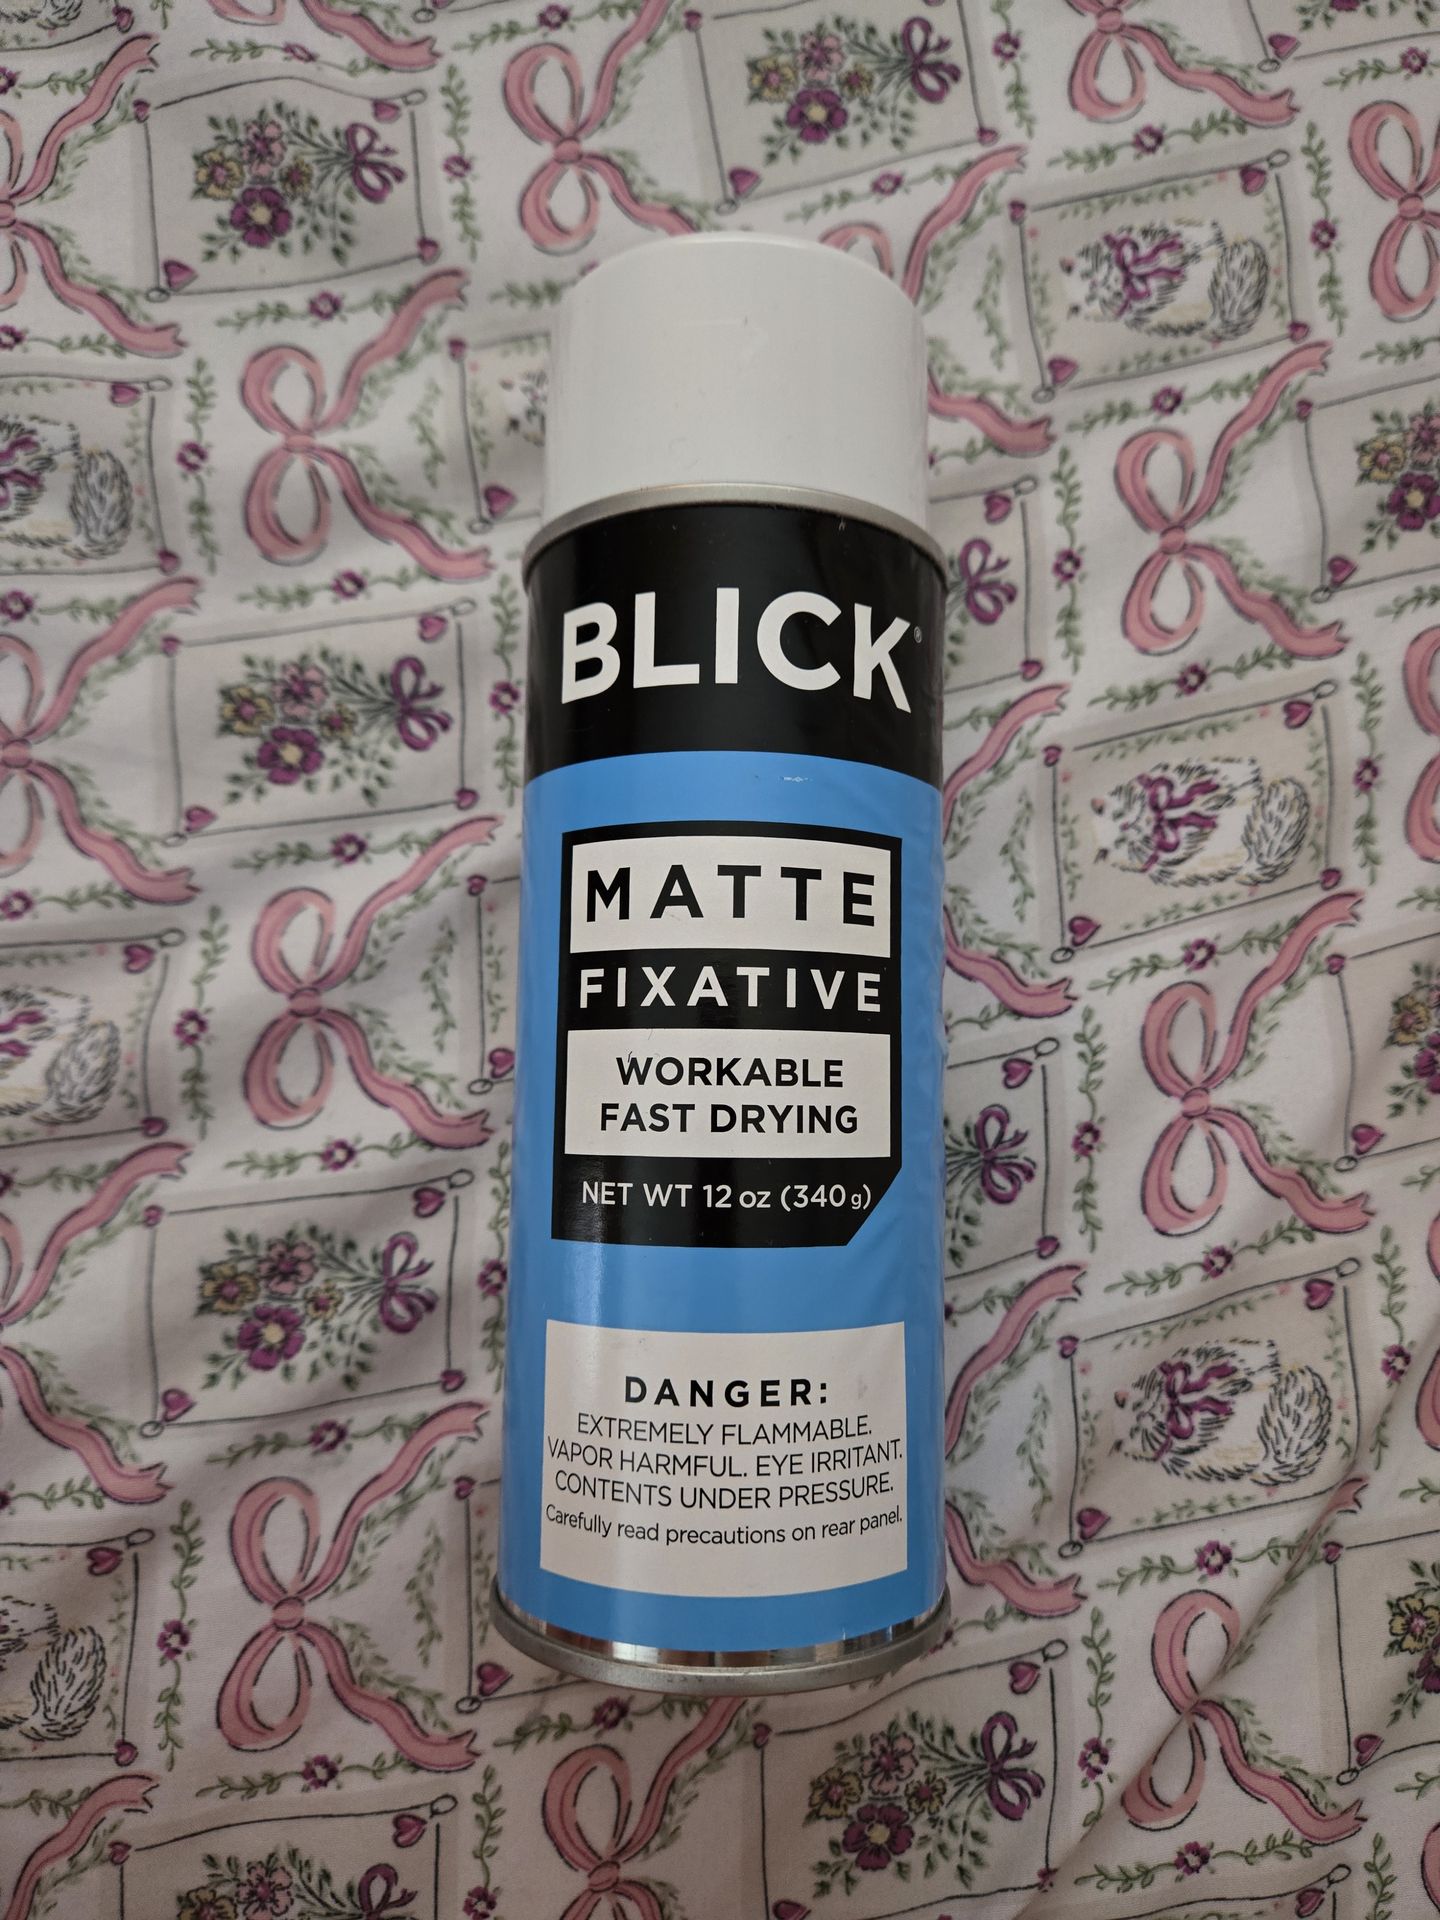 BLICK®
MATTE
FIXATIVE
WORKABLE
FAST DRYING
NET WT 12 oz (340 g)
DANGER:
EXTREMELY FLAMMABLE.
VAPOR HARMFUL. EYE IRRITANT.
CONTENTS UNDER PRESSURE.
Carefully read precautions on rear panel.